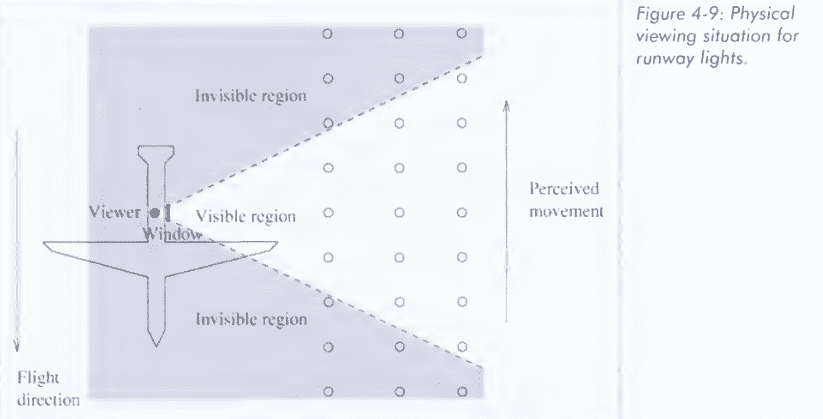 Figure 4-9: Physical
viewing situation for
runway lights.
Invisible region
Perceived
movement
Viewer
Visible region
Window
Invisible region
Flight
direction